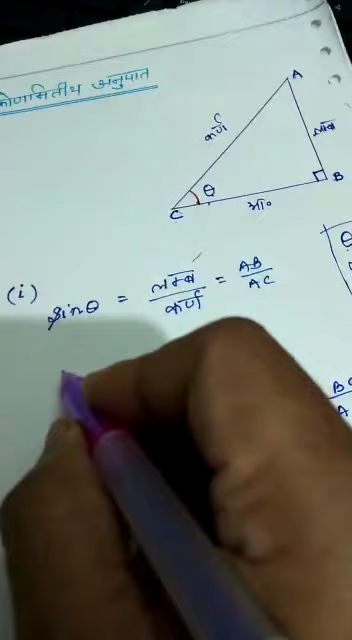 कोणमितीय अनुपात
A
कर्ण
लम्ब
θ
B
C
आ०
(i) sinθ = लम्ब/कर्ण = AB/AC
θ